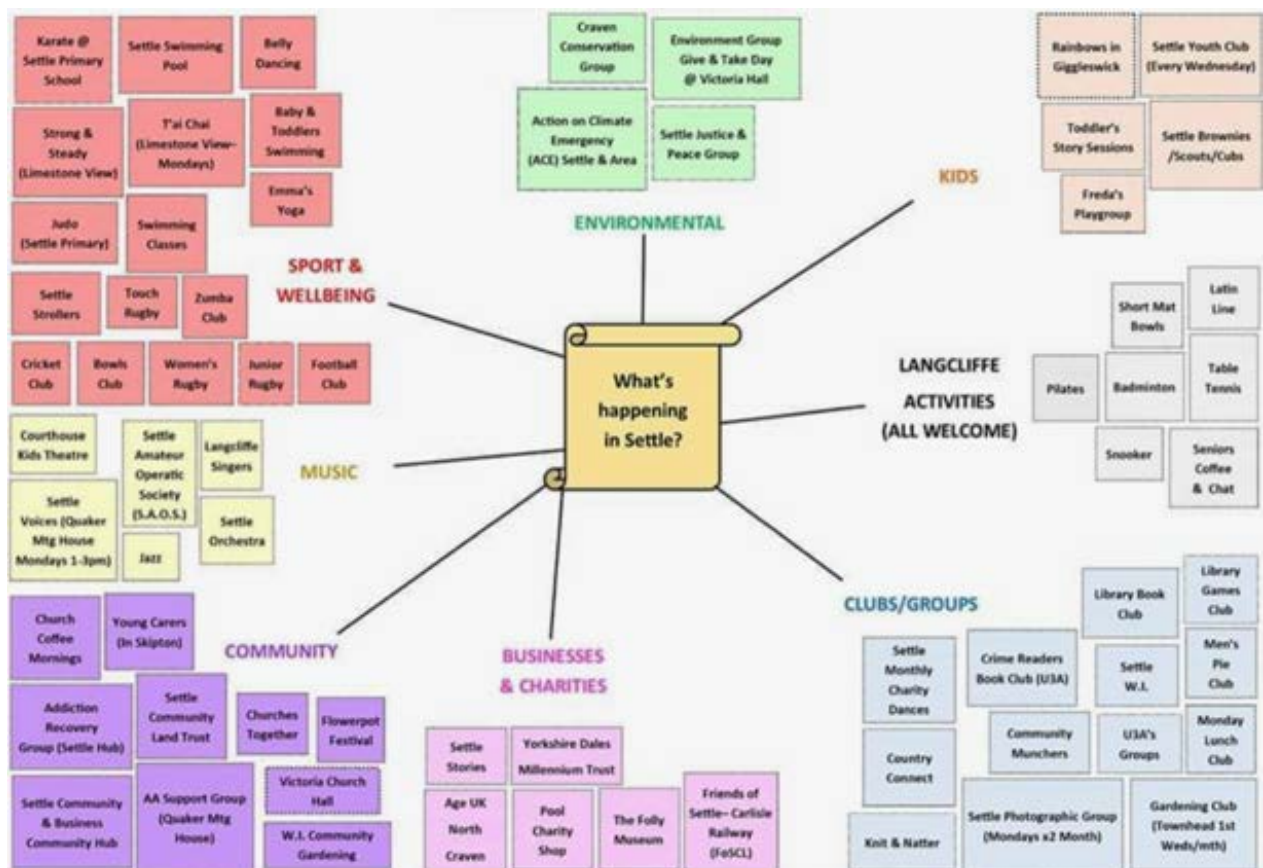 Karate @
Settle Primary
School
Settle Swimming
Pool
Belly
Dancing
Strong &
Steady
(Limestone View)
T'ai Chai
(Limestone View–
Mondays)
Baby &
Toddlers
Swimming
Emma's
Yoga
Judo
(Settle Primary)
Swimming
Classes
Settle
Strollers
Touch
Rugby
Zumba
Club
Cricket
Club
Bowls
Club
Women's
Rugby
Junior
Rugby
Football
Club
SPORT &
WELLBEING
Craven
Conservation
Group
Environment Group
Give & Take Day
@ Victoria Hall
Action on Climate
Emergency
(ACE) Settle & Area
Settle Justice &
Peace Group
ENVIRONMENTAL
Rainbows in
Giggleswick
Settle Youth Club
(Every Wednesday)
Toddler's
Story Sessions
Settle Brownies
/Scouts/Cubs
Freda's
Playgroup
KIDS
What's
happening
in Settle?
LANGCLIFFE
ACTIVITIES
(ALL WELCOME)
Short Mat
Bowls
Latin
Line
Pilates
Badminton
Table
Tennis
Snooker
Seniors
Coffee
& Chat
MUSIC
Courthouse
Kids Theatre
Settle
Amateur
Operatic
Society
(S.A.O.S.)
Langcliffe
Singers
Settle
Voices (Quaker
Mtg House
Mondays 1-3pm)
Jazz
Settle
Orchestra
COMMUNITY
Church
Coffee
Mornings
Young Carers
(In Skipton)
Addiction
Recovery
Group (Settle Hub)
Settle
Community
Land Trust
Churches
Together
Flowerpot
Festival
Settle Community
& Business
Community Hub
AA Support Group
(Quaker Mtg
House)
Victoria Church
Hall
W.I. Community
Gardening
BUSINESSES
& CHARITIES
Settle
Stories
Yorkshire Dales
Millennium Trust
Age UK
North
Craven
Pool
Charity
Shop
The Folly
Museum
Friends of
Settle– Carlisle
Railway
(FoSCL)
CLUBS/GROUPS
Settle
Monthly
Charity
Dances
Crime Readers
Book Club (U3A)
Library Book
Club
Library
Games
Club
Settle
W.I.
Men's
Pie
Club
Country
Connect
Community
Munchers
U3A's
Groups
Monday
Lunch
Club
Knit & Natter
Settle Photographic Group
(Mondays x2 Month)
Gardening Club
(Townhead 1st
Weds/mth)